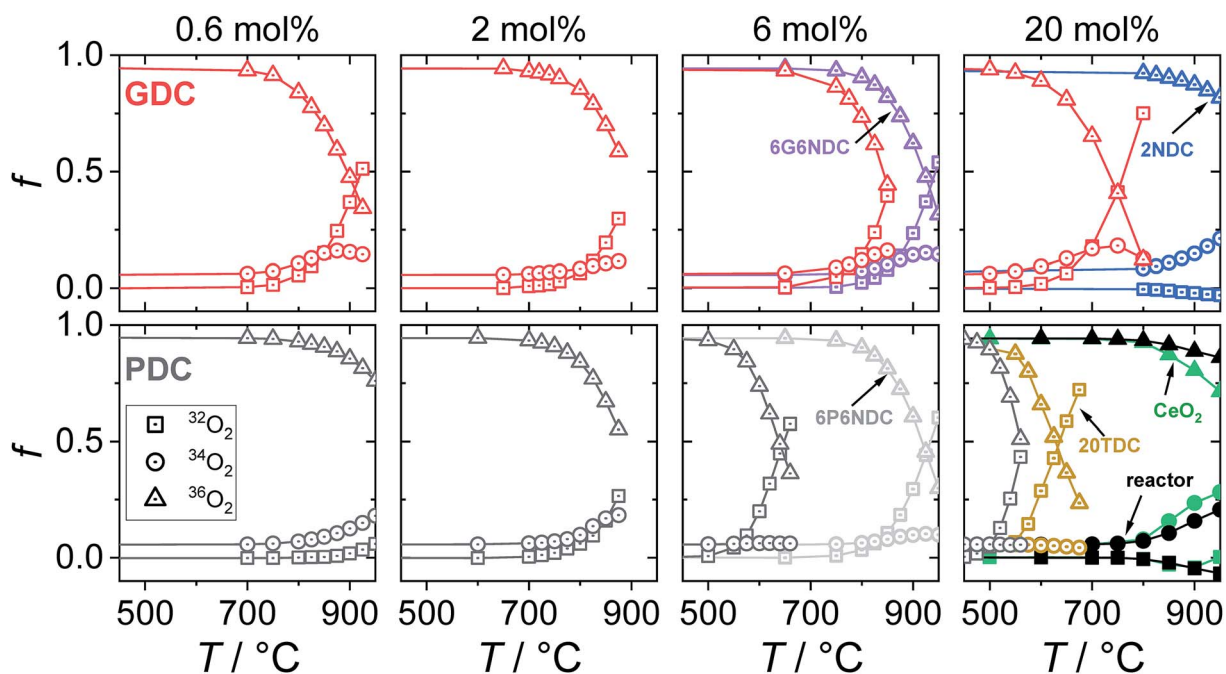 0.6 mol% 2 mol% 6 mol% 20 mol%
1.0
GDC
6G6NDC
2NDC
f
0.5
0.0
1.0
PDC
6P6NDC
CeO₂
20TDC
³²O₂
³⁴O₂
³⁶O₂
reactor
f
0.5
0.0
500 700 900 500 700 900 500 700 900 500 700 900
T / °C T / °C T / °C T / °C